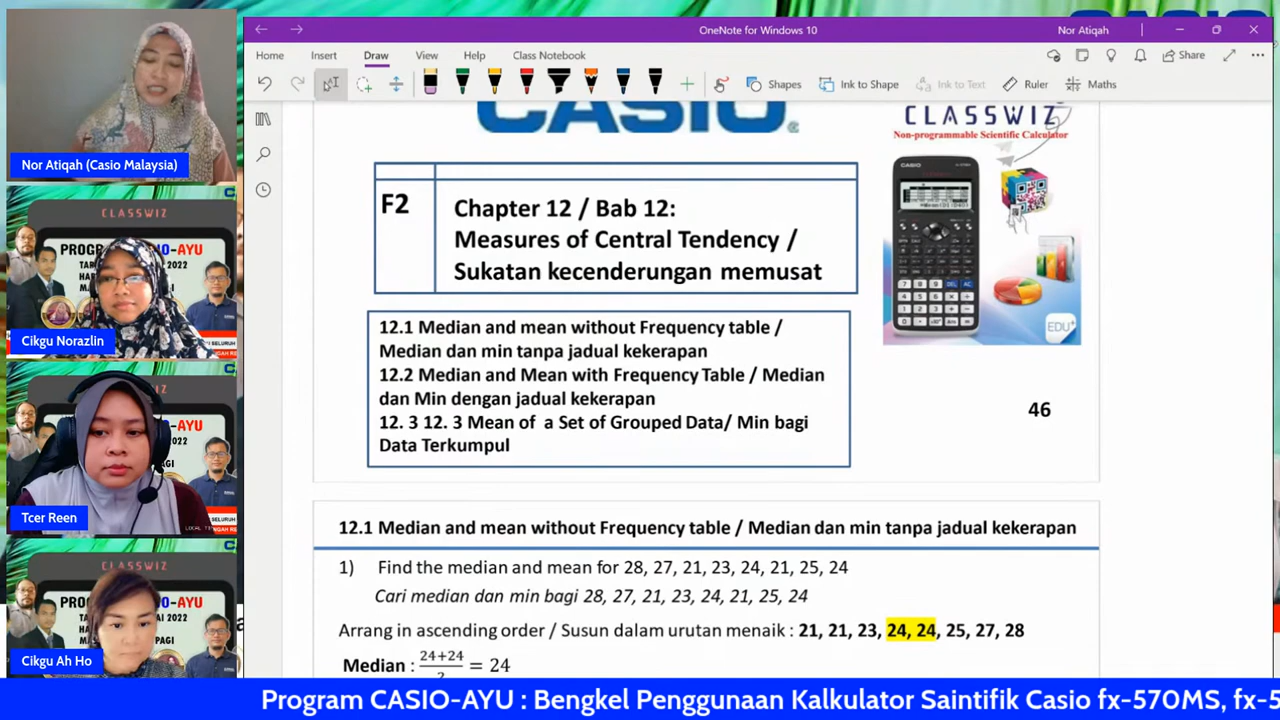 OneNote for Windows 10
Nor Atiqah
Home Insert Draw View Help Class Notebook
Share
Shapes Ink to Shape Ink to Text Ruler Maths
CASIO
CLASSWIZ
Non-programmable Scientific Calculator
CASIO
EDU+
F2
Chapter 12 / Bab 12:
Measures of Central Tendency /
Sukatan kecenderungan memusat
12.1 Median and mean without Frequency table /
Median dan min tanpa jadual kekerapan
12.2 Median and Mean with Frequency Table / Median
dan Min dengan jadual kekerapan
12. 3 12. 3 Mean of a Set of Grouped Data/ Min bagi
Data Terkumpul
46
12.1 Median and mean without Frequency table / Median dan min tanpa jadual kekerapan
1) Find the median and mean for 28, 27, 21, 23, 24, 21, 25, 24
Cari median dan min bagi 28, 27, 21, 23, 24, 21, 25, 24
Arrang in ascending order / Susun dalam urutan menaik : 21, 21, 23, 24, 24, 25, 27, 28
Median : 24+24/2 = 24
Nor Atiqah (Casio Malaysia)
CLASSWIZ
Cikgu Norazlin
CLASSWIZ
Tcer Reen
CLASSWIZ
Cikgu Ah Ho
Program CASIO-AYU : Bengkel Penggunaan Kalkulator Saintifik Casio fx-570MS, fx-5